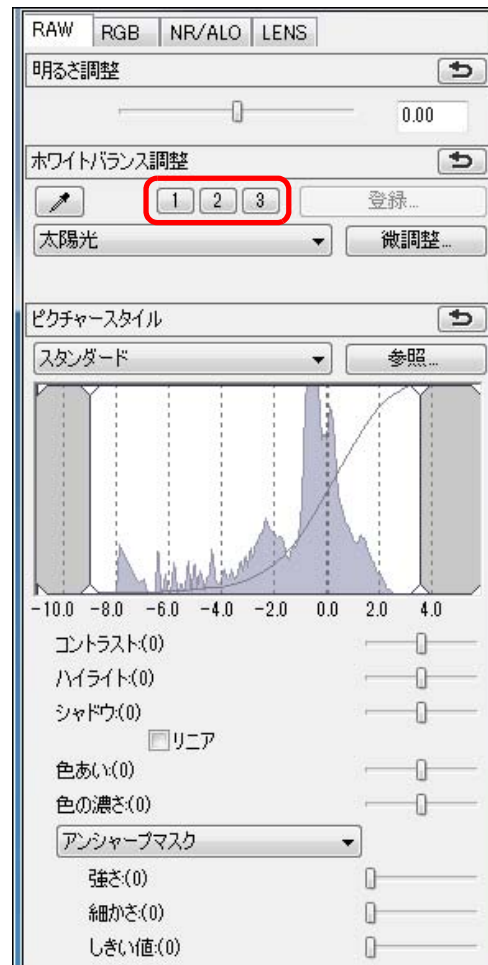 RAW RGB NR/ALO LENS
明るさ調整
0.00
ホワイトバランス調整
1 2 3 登録...
太陽光 微調整...
ピクチャースタイル
スタンダード 参照...
-10.0 -8.0 -6.0 -4.0 -2.0 0.0 2.0 4.0
コントラスト:(0)
ハイライト:(0)
シャドウ:(0)
リニア
色あい:(0)
色の濃さ:(0)
アンシャープマスク
強さ:(0)
細かさ:(0)
しきい値:(0)